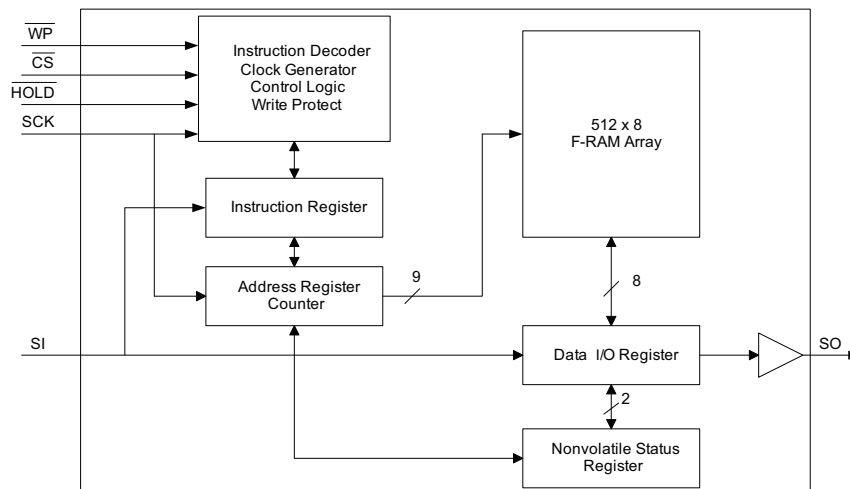 WP
CS
HOLD
SCK
Instruction Decoder
Clock Generator
Control Logic
Write Protect
512 x 8
F-RAM Array
Instruction Register
Address Register
Counter
9
8
SI
Data I/O Register
SO
2
Nonvolatile Status
Register